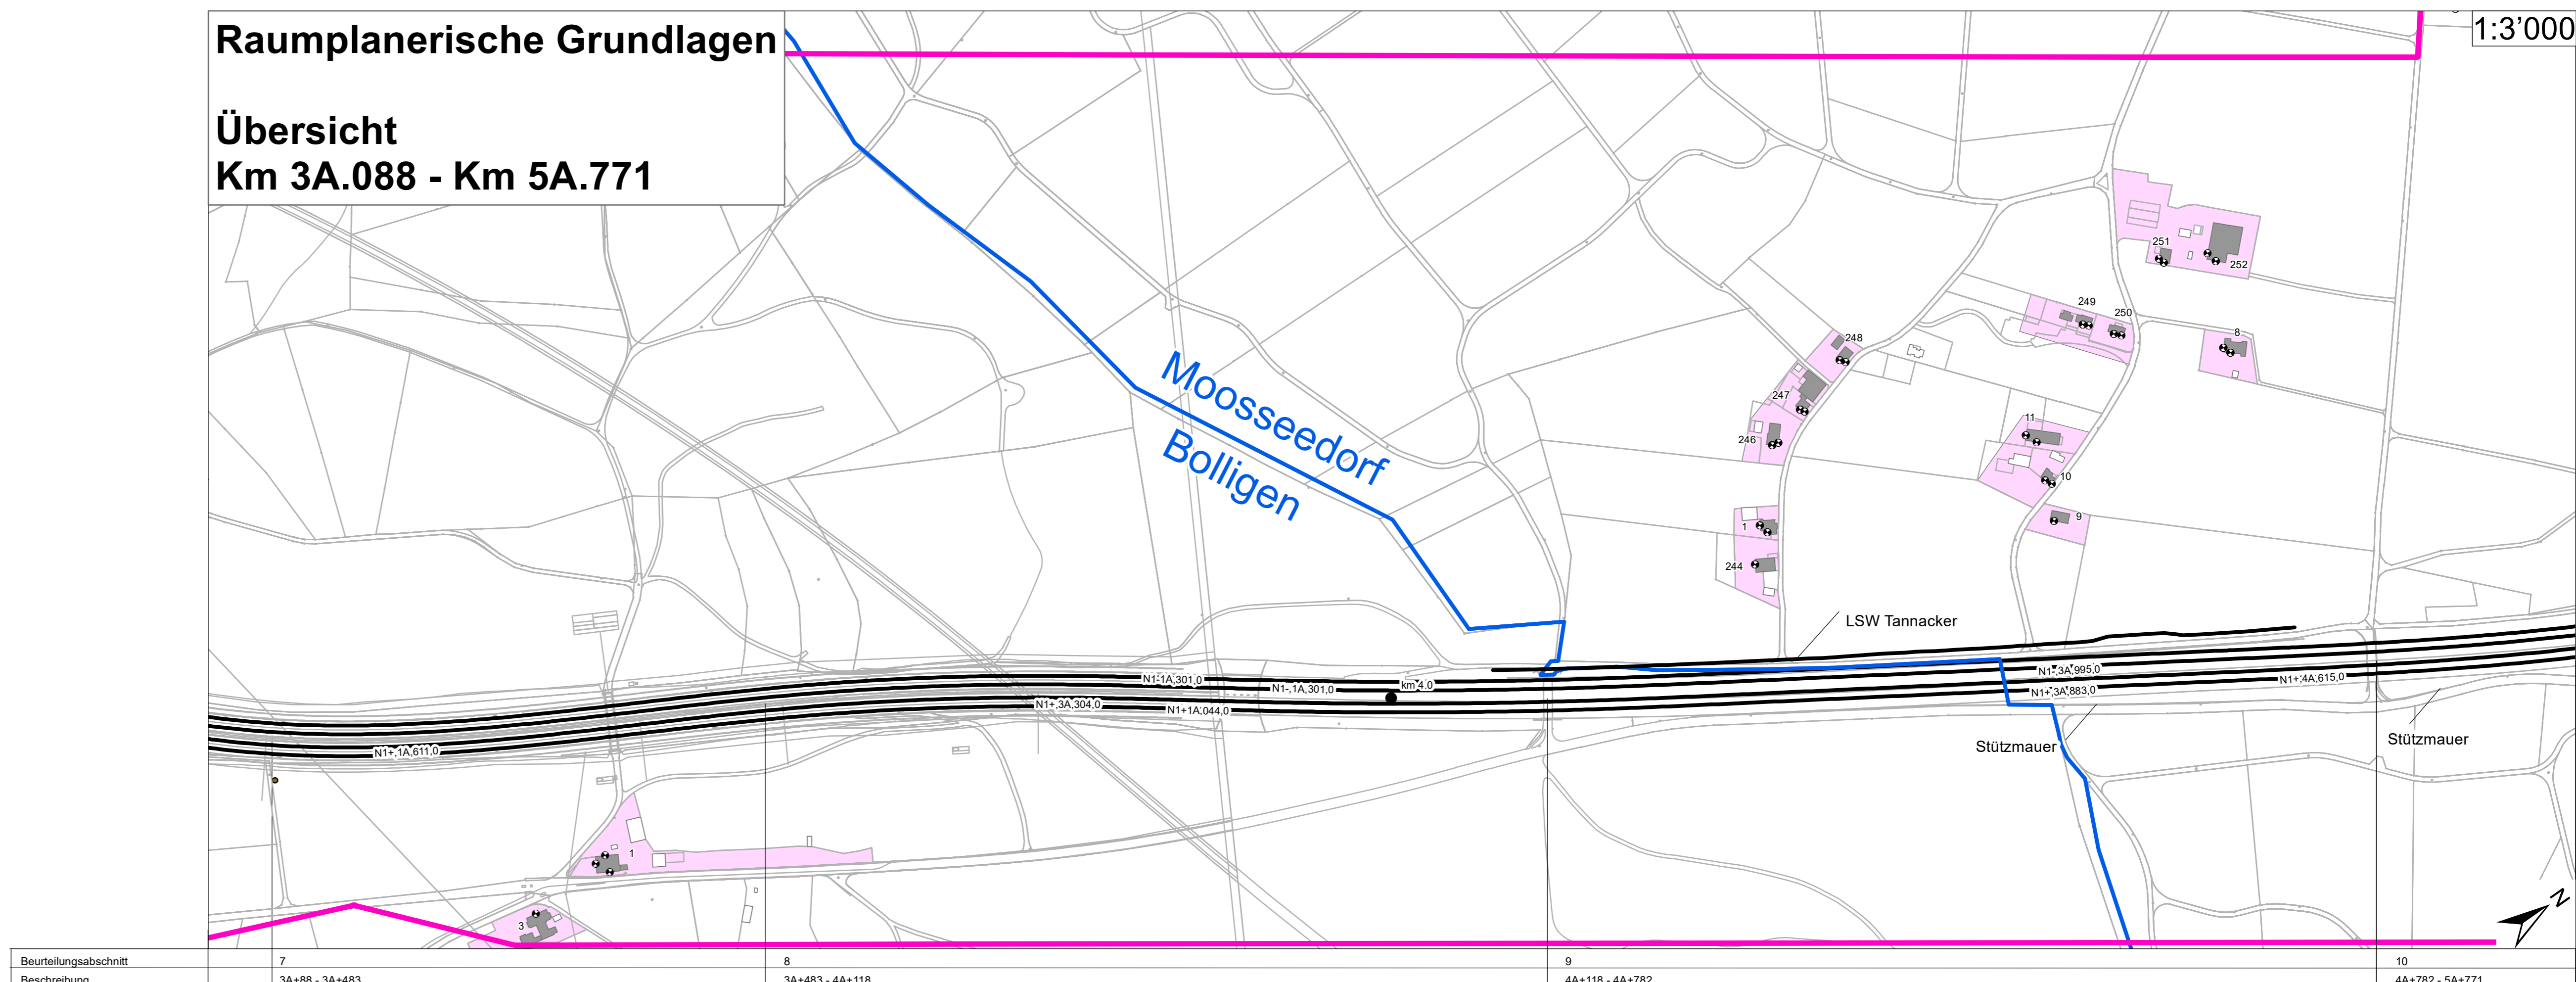 Raumplanerische Grundlagen
Übersicht
Km 3A.088 - Km 5A.771
1:3'000
251
252
249
250
8
248
247
246
11
10
9
1
244
Moosseedorf
Bolligen
LSW Tannacker
N1-1A,301,0
N1-,1A,301,0
km 4.0
N1-,3A,995,0
N1+,3A,883,0
N1+,4A,615,0
N1+,3A,304,0
N1+1A,044,0
N1+,1A,611,0
Stützmauer
Stützmauer
1
3
N
Beurteilungsabschnitt 7 8 9 10
Beschreibung 3A+88 - 3A+483 3A+483 - 4A+118 4A+118 - 4A+782 4A+782 - 5A+771